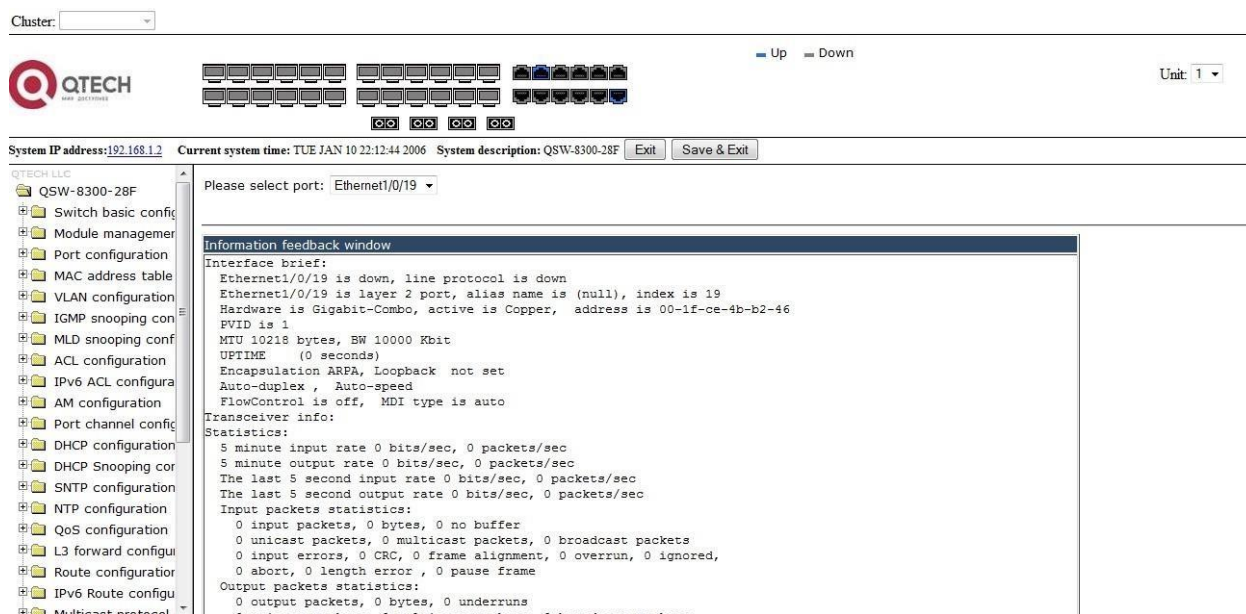 Cluster:
Up Down
QTECH
Unit: 1
System IP address:192.168.1.2 Current system time: TUE JAN 10 22:12:44 2006 System description: QSW-8300-28F Exit Save & Exit
QTECH LLC
QSW-8300-28F
Switch basic config
Module managemen
Port configuration
MAC address table
VLAN configuration
IGMP snooping con
MLD snooping conf
ACL configuration
IPv6 ACL configura
AM configuration
Port channel config
DHCP configuration
DHCP Snooping cor
SNTP configuration
NTP configuration
QoS configuration
L3 forward configur
Route configuration
IPv6 Route configu
Multicast protocol
Please select port: Ethernet1/0/19
Information feedback window
Interface brief:
Ethernet1/0/19 is down, line protocol is down
Ethernet1/0/19 is layer 2 port, alias name is (null), index is 19
Hardware is Gigabit-Combo, active is Copper, address is 00-1f-ce-4b-b2-46
PVID is 1
MTU 10218 bytes, BW 10000 Kbit
UPTIME (0 seconds)
Encapsulation ARPA, Loopback not set
Auto-duplex , Auto-speed
FlowControl is off, MDI type is auto
Transceiver info:
Statistics:
5 minute input rate 0 bits/sec, 0 packets/sec
5 minute output rate 0 bits/sec, 0 packets/sec
The last 5 second input rate 0 bits/sec, 0 packets/sec
The last 5 second output rate 0 bits/sec, 0 packets/sec
Input packets statistics:
0 input packets, 0 bytes, 0 no buffer
0 unicast packets, 0 multicast packets, 0 broadcast packets
0 input errors, 0 CRC, 0 frame alignment, 0 overrun, 0 ignored,
0 abort, 0 length error , 0 pause frame
Output packets statistics:
0 output packets, 0 bytes, 0 underruns